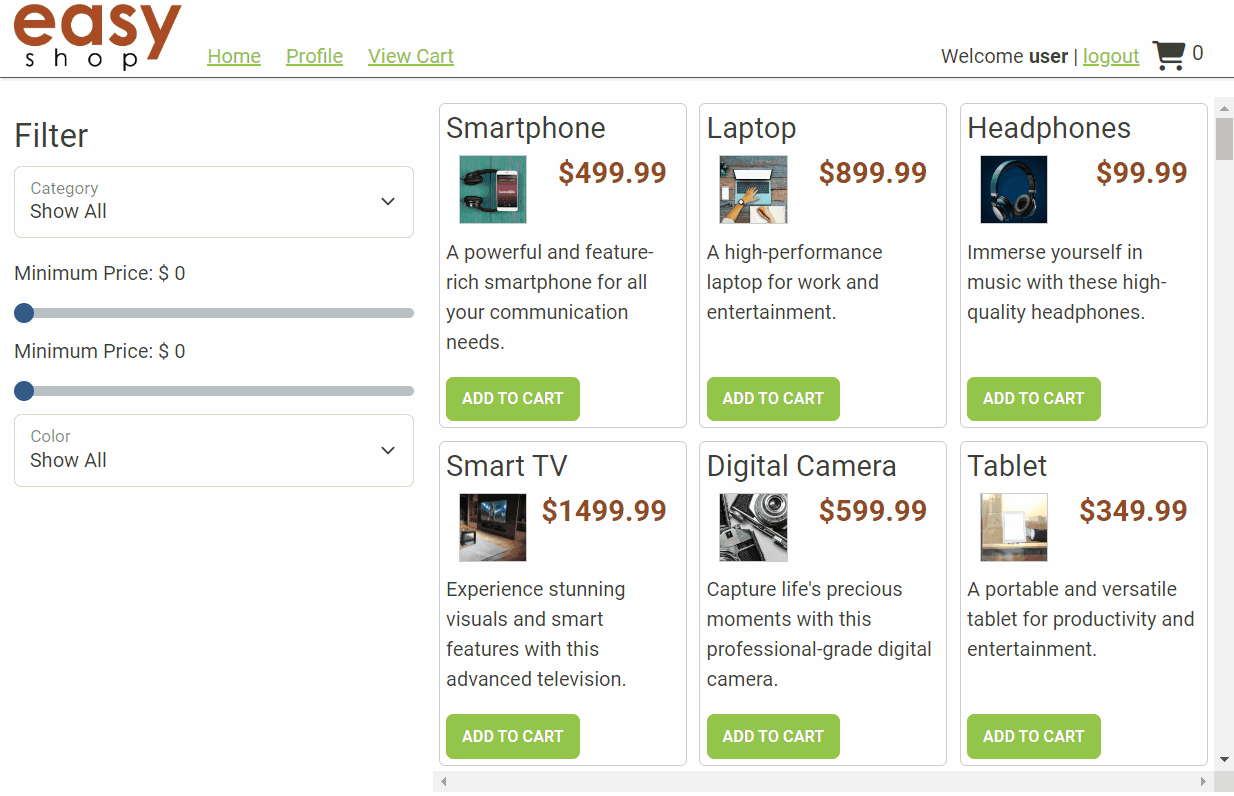 easy
shop
Home Profile View Cart
Welcome user | logout 0
Filter
Category
Show All
Minimum Price: $ 0
Minimum Price: $ 0
Color
Show All
Smartphone
$499.99
A powerful and feature-
rich smartphone for all
your communication
needs.
ADD TO CART
Laptop
$899.99
A high-performance
laptop for work and
entertainment.
ADD TO CART
Headphones
$99.99
Immerse yourself in
music with these high-
quality headphones.
ADD TO CART
Smart TV
$1499.99
Experience stunning
visuals and smart
features with this
advanced television.
ADD TO CART
Digital Camera
$599.99
Capture life's precious
moments with this
professional-grade digital
camera.
ADD TO CART
Tablet
$349.99
A portable and versatile
tablet for productivity and
entertainment.
ADD TO CART